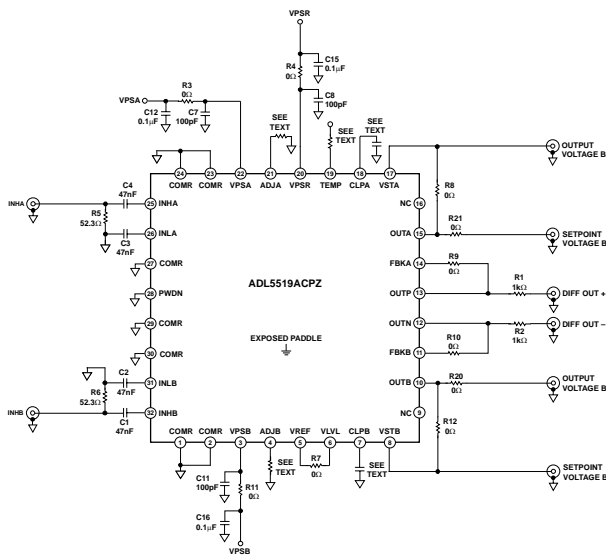 VPSR
C15
0.1µF
R4
0Ω
C8
100pF
R3
0Ω
VPSA
C12
0.1µF
C7
100pF
SEE
TEXT
SEE
TEXT
SEE
TEXT
24 23 22 21 20 19 18 17
COMR COMR VPSA ADJA VPSR TEMP CLPA VSTA
OUTPUT
VOLTAGE B
R8
0Ω
NC 16
C4
47nF
INHA
25 INHA
R5
52.3Ω
OUTA 15
R21
0Ω
SETPOINT
VOLTAGE B
26 INLA
C3
47nF
R9
0Ω
FBKA 14
27 COMR
R1
1kΩ
DIFF OUT +
OUTP 13
28 PWDN
ADL5519ACPZ
DIFF OUT –
OUTN 12
29 COMR
R2
1kΩ
R10
0Ω
EXPOSED PADDLE
FBKB 11
30 COMR
C2
47nF
31 INLB
OUTB 10
R20
0Ω
OUTPUT
VOLTAGE B
R6
52.3Ω
INHB
32 INHB
C1
47nF
NC 9
R12
0Ω
COMR COMR VPSB ADJB VREF VLVL CLPB VSTB
1 2 3 4 5 6 7 8
SEE
TEXT
R7
0Ω
SEE
TEXT
SETPOINT
VOLTAGE B
C11
100pF
R11
0Ω
C16
0.1µF
VPSB